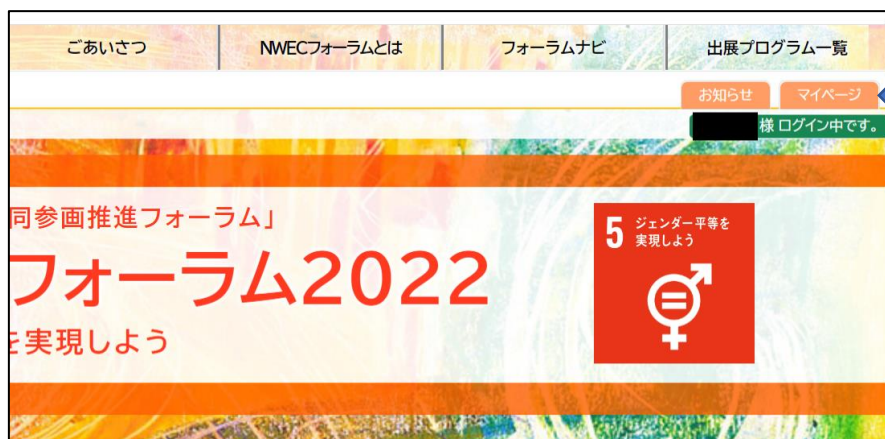 ごあいさつ
NWECフォーラムとは
フォーラムナビ
出展プログラム一覧
お知らせ
マイページ
様 ログイン中です。
同参画推進フォーラム」
フォーラム2022
を実現しよう
5 ジェンダー平等を
実現しよう